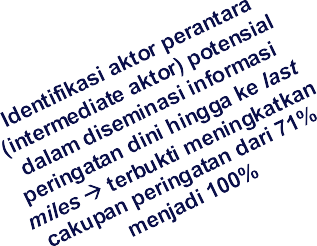 Identifikasi aktor perantara
(intermediate aktor) potensial
dalam diseminasi informasi
peringatan dini hingga ke last
miles → terbukti meningkatkan
cakupan peringatan dari 71%
menjadi 100%